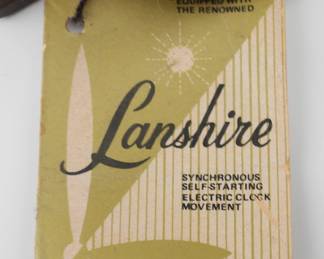 EQUIPPED WITH
THE RENOWNED
Lanshire
SYNCHRONOUS
SELF-STARTING
ELECTRIC CLOCK
MOVEMENT